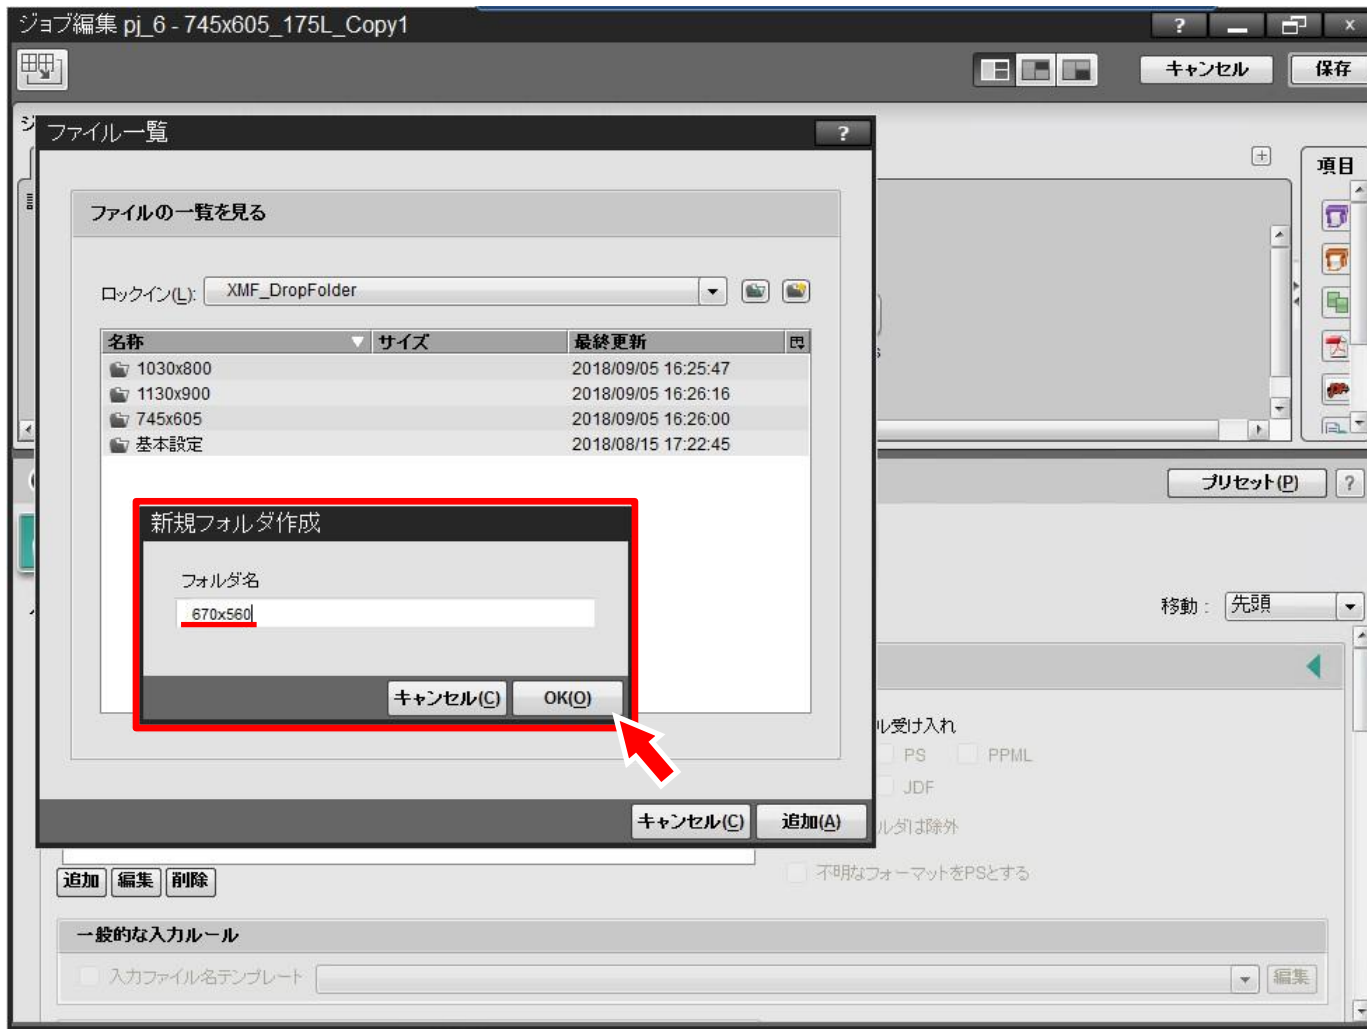 ジョブ編集 pj_6 - 745x605_175L_Copy1
?
x
キャンセル
保存
ジ
ファイル一覧
?
項目
ファイルの一覧を見る
ロックイン(L):
XMF_DropFolder
名称
サイズ
最終更新
1030x800
2018/09/05 16:25:47
1130x900
2018/09/05 16:26:16
745x605
2018/09/05 16:26:00
基本設定
2018/08/15 17:22:45
プリセット(P)
?
新規フォルダ作成
フォルダ名
670x560
キャンセル(C)
OK(O)
移動 :
先頭
ル受け入れ
PS
PPML
JDF
ルダは除外
キャンセル(C)
追加(A)
不明なフォーマットをPSとする
追加
編集
削除
一般的な入力ルール
入力ファイル名テンプレート
編集